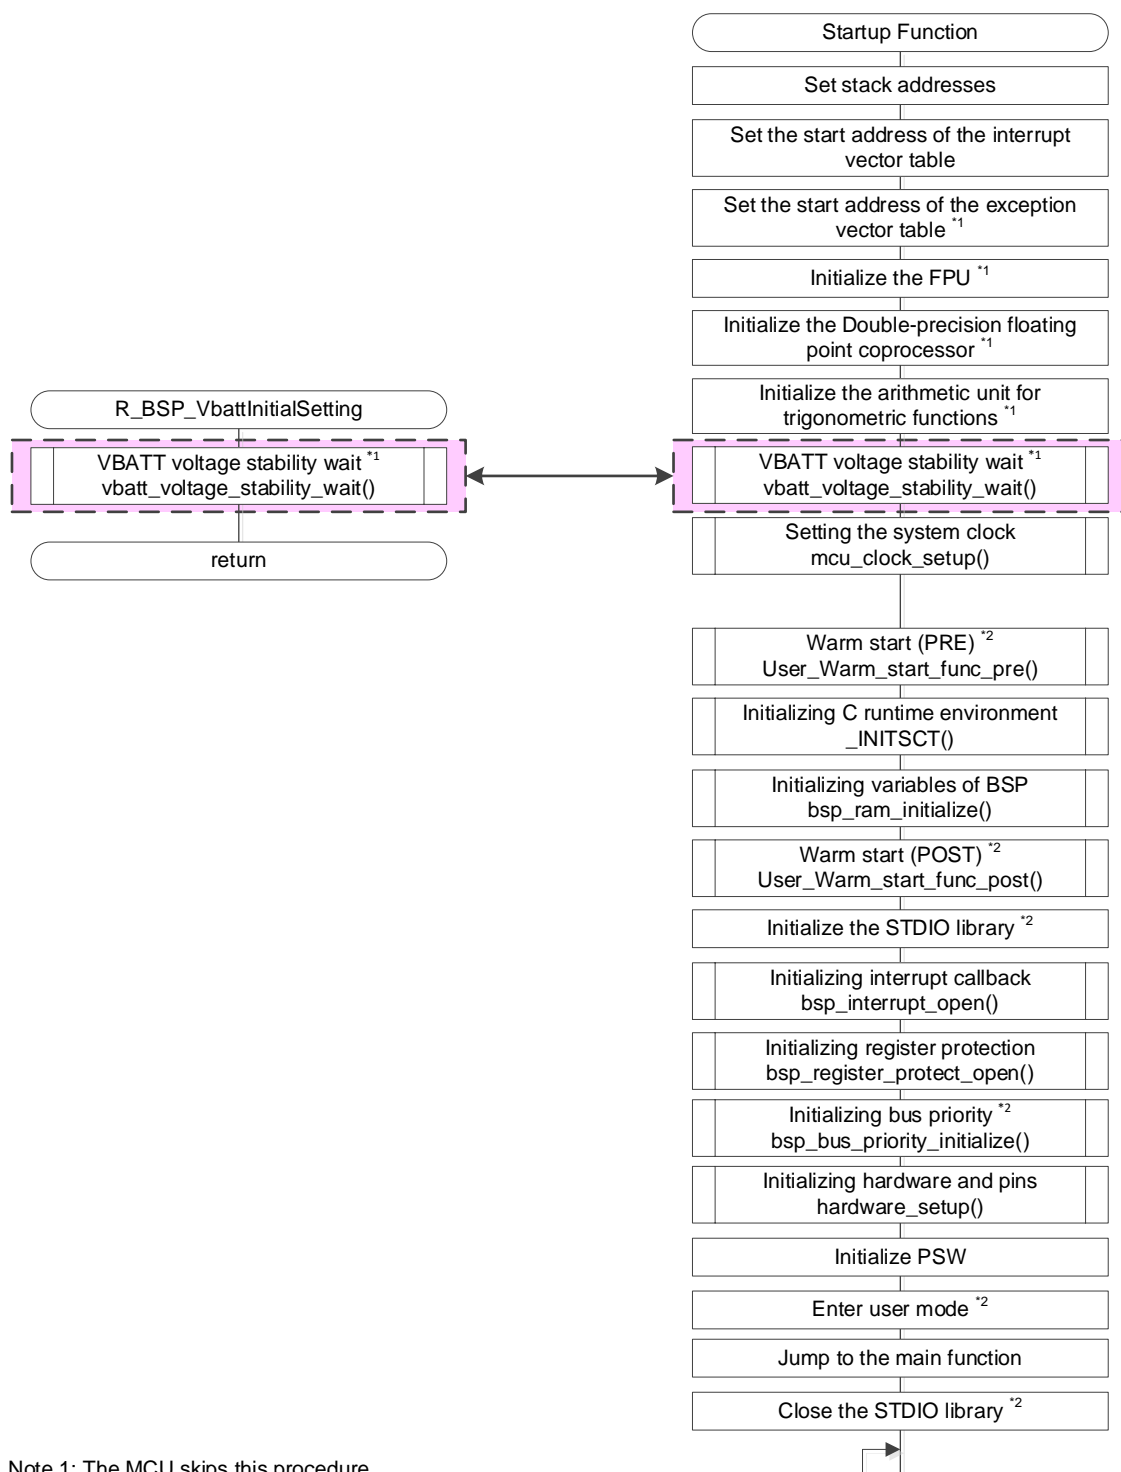 Startup Function
Set stack addresses
Set the start address of the interrupt
vector table
Set the start address of the exception
vector table *1
Initialize the FPU *1
Initialize the Double-precision floating
point coprocessor *1
Initialize the arithmetic unit for
trigonometric functions *1
R_BSP_VbattInitialSetting
VBATT voltage stability wait *1
vbatt_voltage_stability_wait()
return
VBATT voltage stability wait *1
vbatt_voltage_stability_wait()
Setting the system clock
mcu_clock_setup()
Warm start (PRE) *2
User_Warm_start_func_pre()
Initializing C runtime environment
_INITSCT()
Initializing variables of BSP
bsp_ram_initialize()
Warm start (POST) *2
User_Warm_start_func_post()
Initialize the STDIO library *2
Initializing interrupt callback
bsp_interrupt_open()
Initializing register protection
bsp_register_protect_open()
Initializing bus priority *2
bsp_bus_priority_initialize()
Initializing hardware and pins
hardware_setup()
Initialize PSW
Enter user mode *2
Jump to the main function
Close the STDIO library *2
Note 1: The MCU skips this procedure